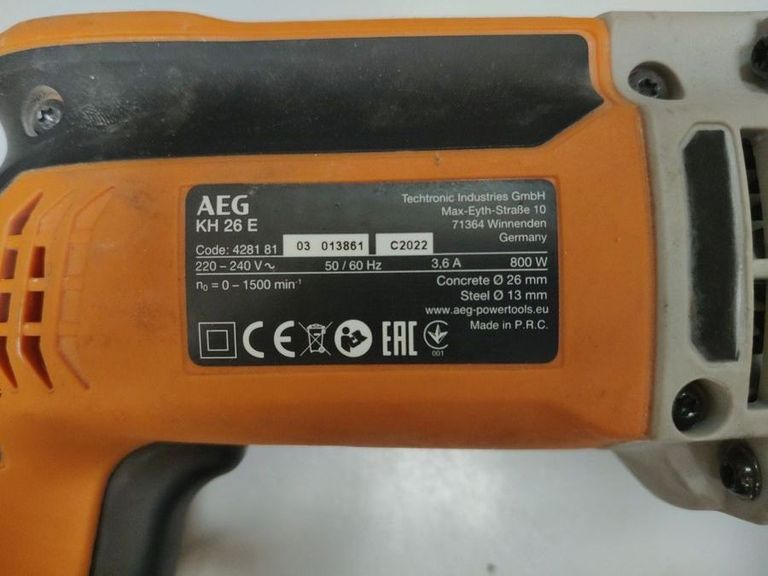 AEG
KH 26 E
Techtronic Industries GmbH
Max-Eyth-Straße 10
71364 Winnenden
Germany
Code: 4281 81 03 013861 C2022
220 – 240 V ~ 50 / 60 Hz 3,6 A 800 W
n₀ = 0 – 1500 min⁻¹
Concrete Ø 26 mm
Steel Ø 13 mm
www.aeg-powertools.eu
Made in P.R.C.
CE EAC
001